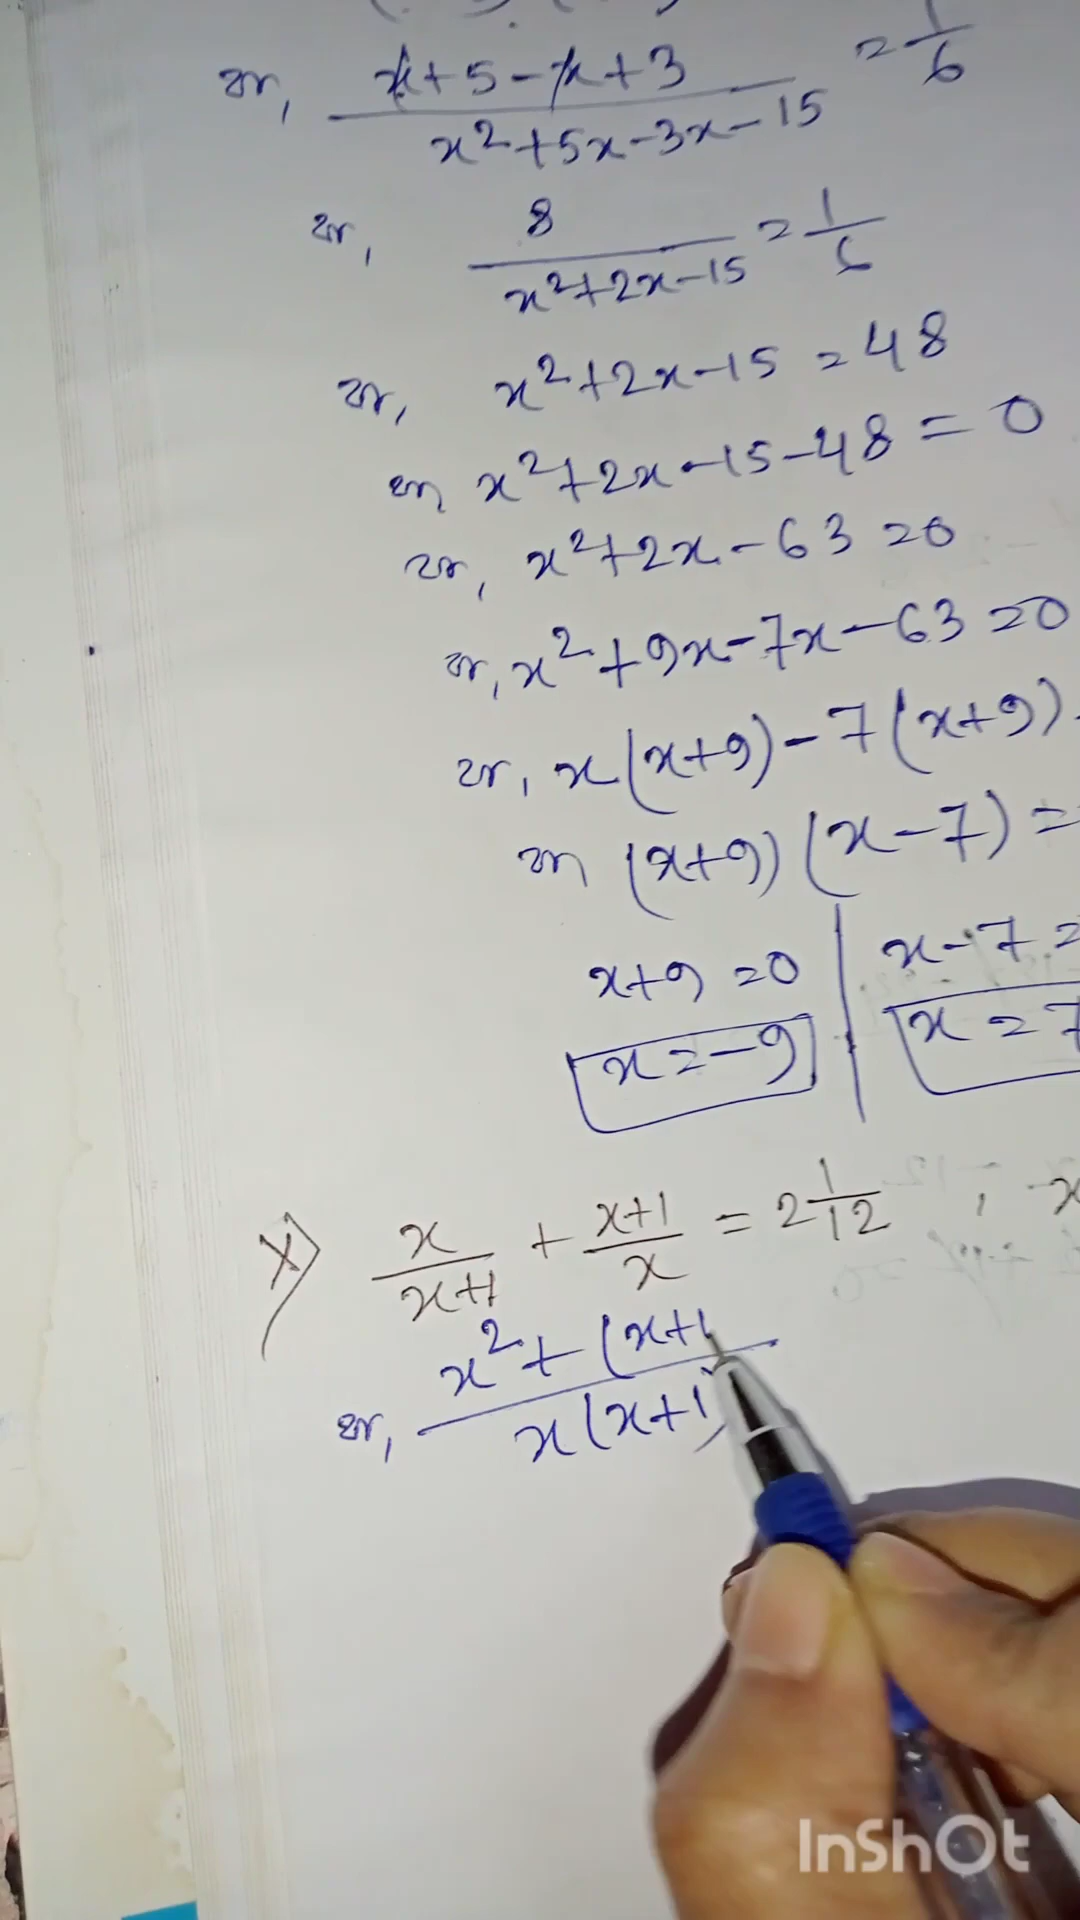 বা, x+5-x+3 / x²+5x-3x-15 = 1/6
বা, 8 / x²+2x-15 = 1/6
বা, x²+2x-15 = 48
বা x²+2x-15-48 = 0
বা, x²+2x-63 = 0
বা, x²+9x-7x-63 = 0
বা, x(x+9)-7(x+9)
বা (x+9)(x-7) =
x+9 = 0 | x-7 =
x = -9 | x = 7
X) x/x+1 + x+1/x = 2 1/12 , x
বা, x²+(x+1 / x(x+1)
InShOt